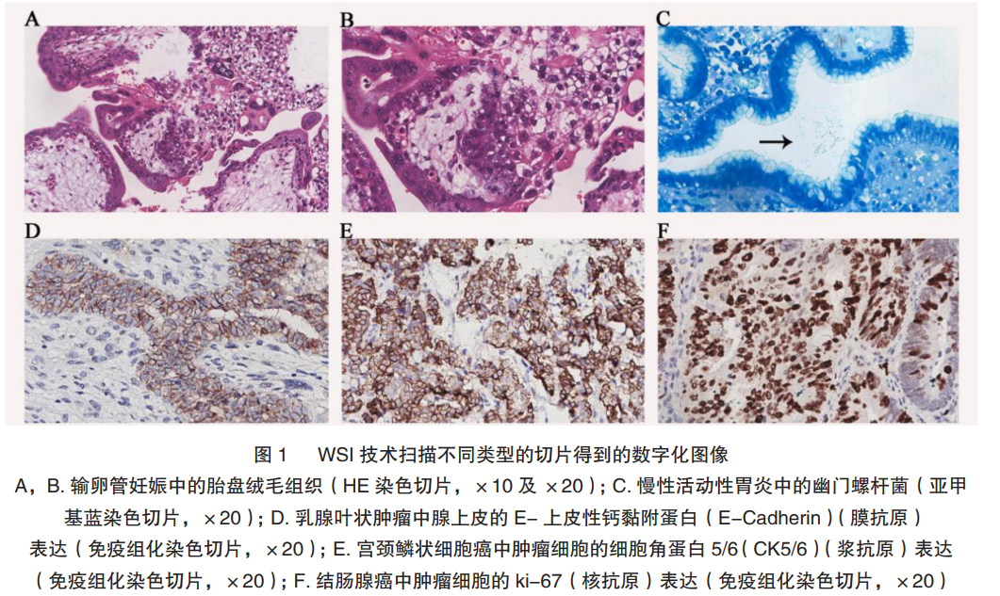 A B C
D E F
图 1 WSI 技术扫描不同类型的切片得到的数字化图像
A，B. 输卵管妊娠中的胎盘绒毛组织（HE 染色切片，×10 及 ×20）；C. 慢性活动性胃炎中的幽门螺杆菌（亚甲
基蓝染色切片，×20）；D. 乳腺叶状肿瘤中腺上皮的 E- 上皮性钙黏附蛋白（E-Cadherin）（膜抗原）
表达（免疫组化染色切片，×20）；E. 宫颈鳞状细胞癌中肿瘤细胞的细胞角蛋白 5/6（CK5/6）（浆抗原）表达
（免疫组化染色切片，×20）；F. 结肠腺癌中肿瘤细胞的 ki-67（核抗原）表达（免疫组化染色切片，×20）